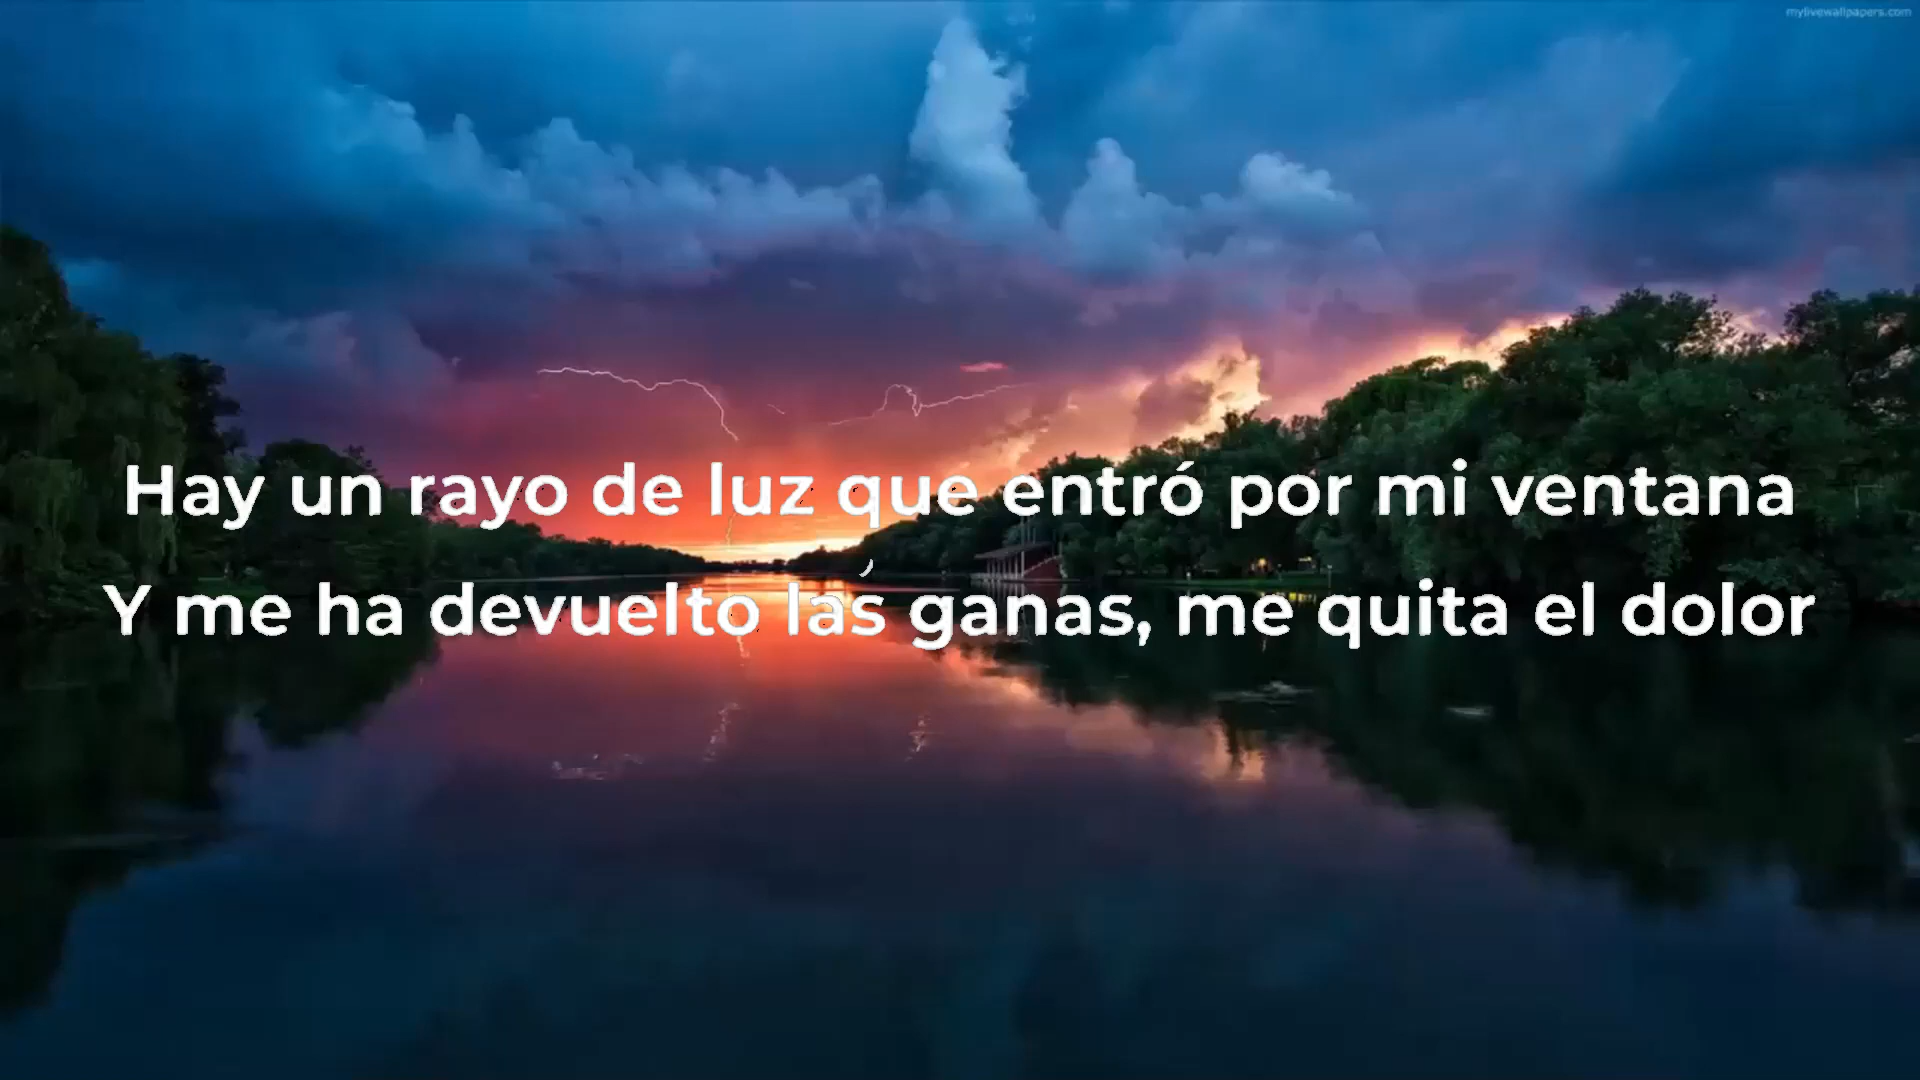 mylivewallpapers.com
Hay un rayo de luz que entró por mi ventana
Y me ha devuelto las ganas, me quita el dolor